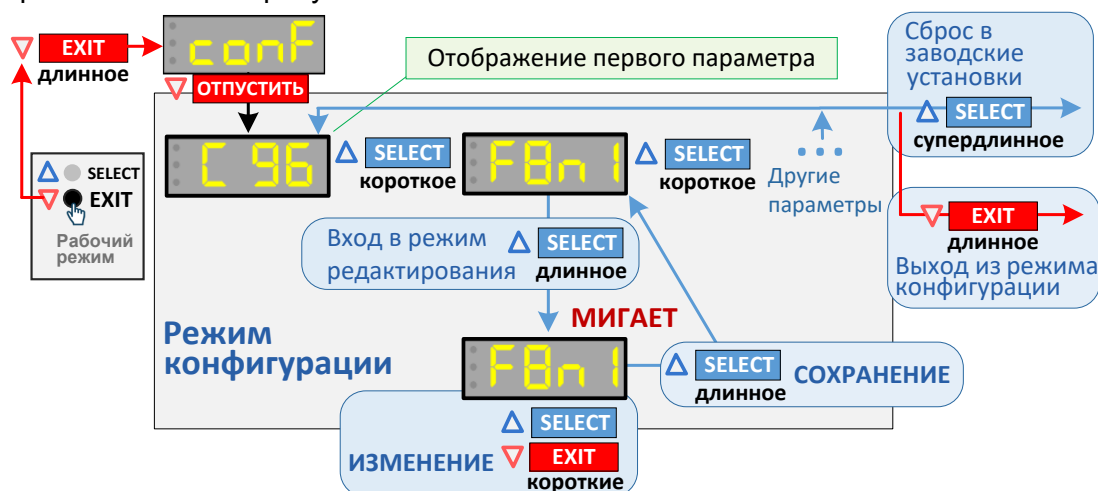 EXIT
длинное
conF
ОТПУСТИТЬ
Отображение первого параметра
Сброс в
заводские
установки
SELECT
супердлинное
C 96
SELECT
короткое
F8n1
SELECT
короткое
Другие
параметры
SELECT
EXIT
Рабочий
режим
EXIT
длинное
Выход из режима
конфигурации
Вход в режим
редактирования
SELECT
длинное
МИГАЕТ
Режим
конфигурации
F8n1
SELECT
длинное
СОХРАНЕНИЕ
ИЗМЕНЕНИЕ
SELECT
EXIT
короткие